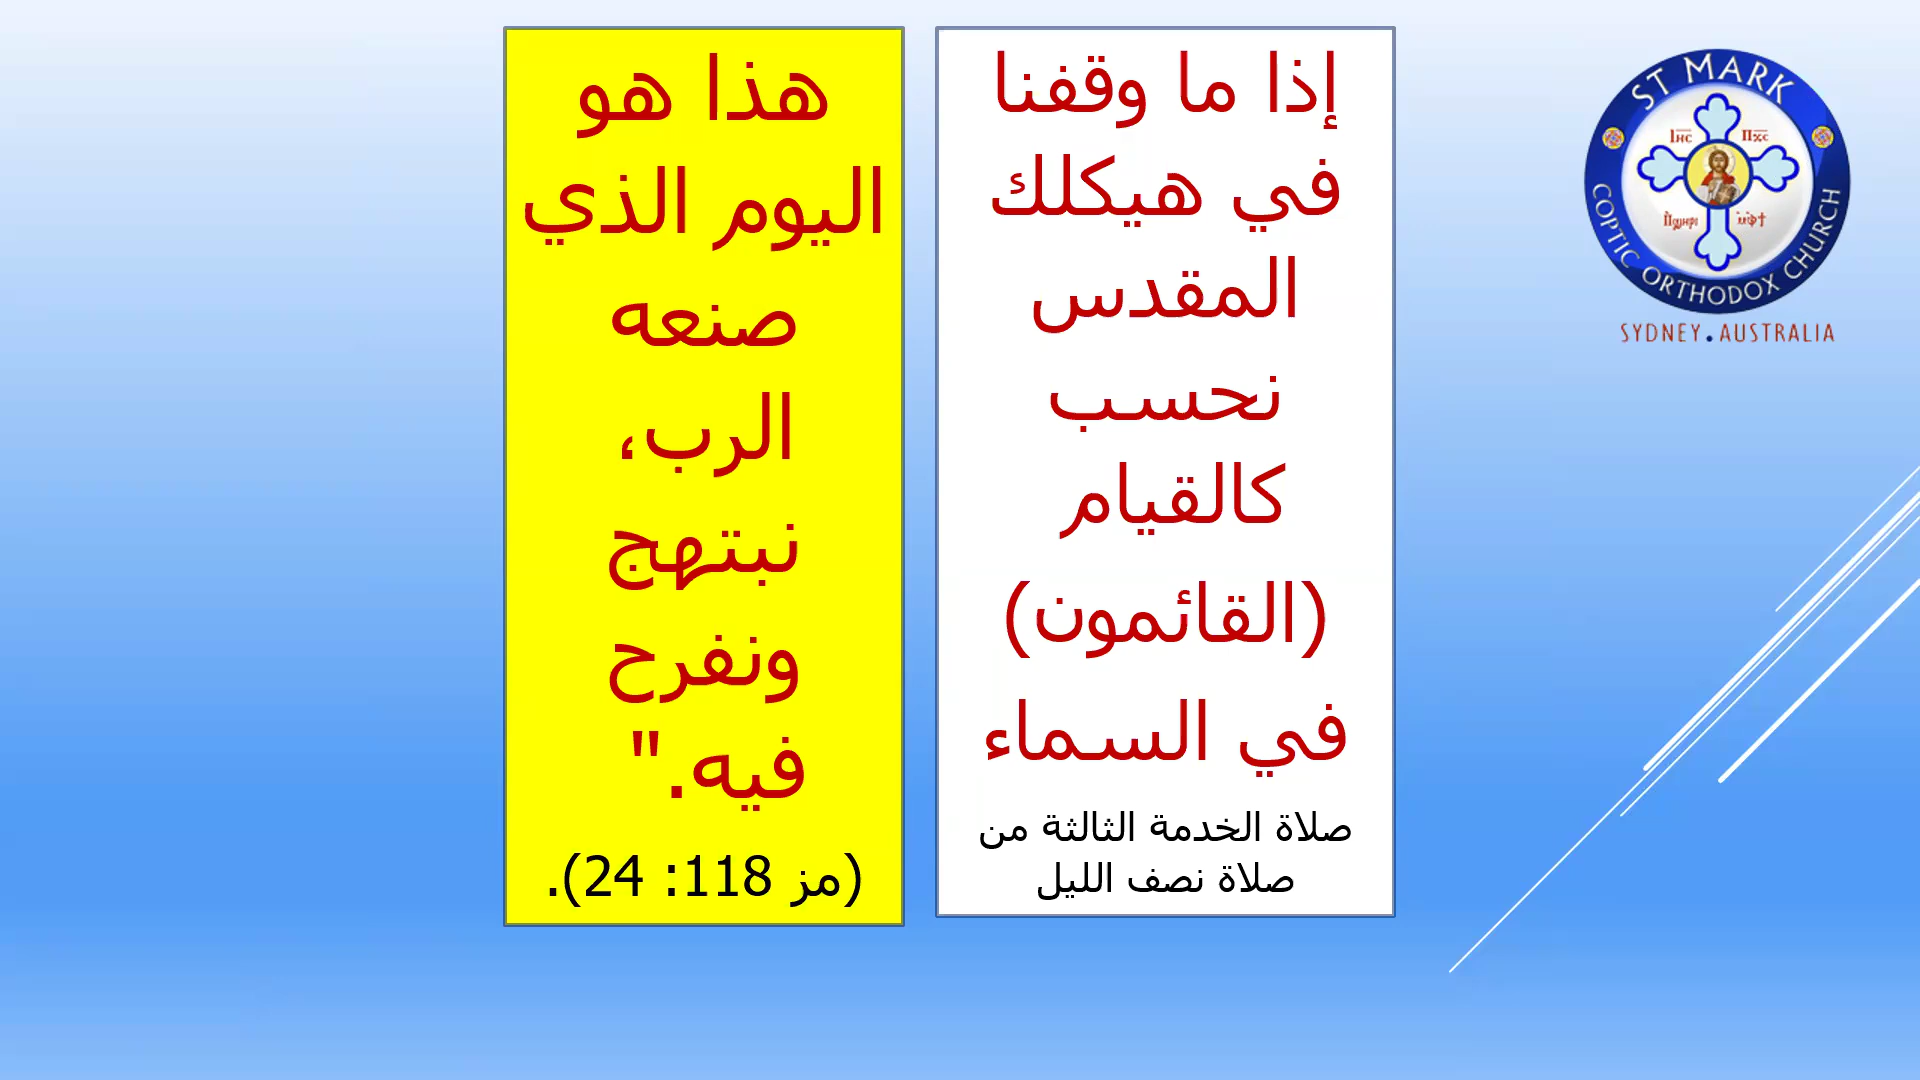 إذا ما وقفنا
في هيكلك
المقدس
نحسب
كالقيام
(القائمون)
في السماء
صلاة الخدمة الثالثة من
صلاة نصف الليل
هذا هو
اليوم الذي
صنعه
الرب،
نبتهج
ونفرح
فيه."
(مز 118: 24).
ST MARK
COPTIC ORTHODOX CHURCH
SYDNEY.AUSTRALIA